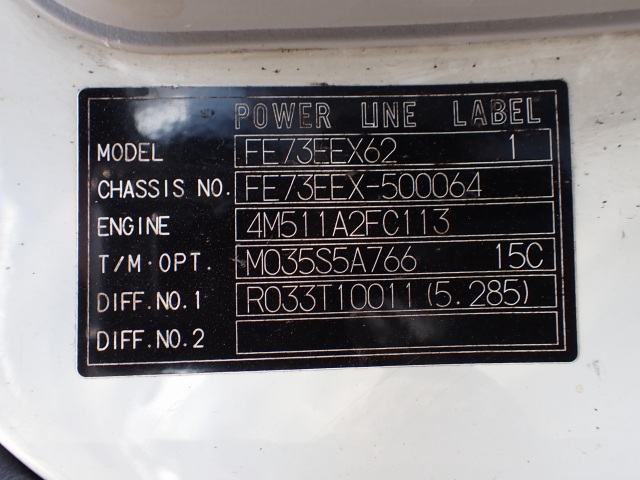 POWER LINE LABEL
MODEL FE73EEX62 1
CHASSIS NO. FE73EEX-500064
ENGINE 4M511A2FC113
T/M·OPT. M035S5A766 15C
DIFF.NO.1 R033T10011(5.285)
DIFF.NO.2